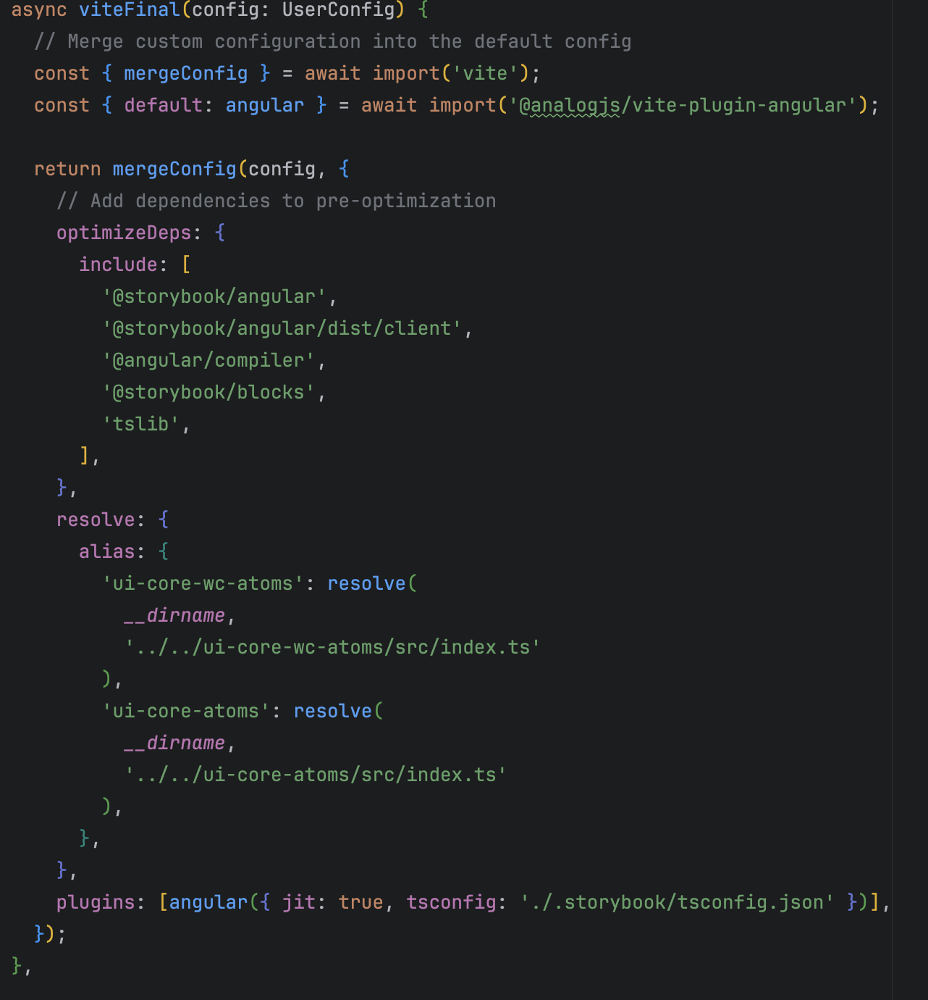 async viteFinal(config: UserConfig) {
  // Merge custom configuration into the default config
  const { mergeConfig } = await import('vite');
  const { default: angular } = await import('@analogjs/vite-plugin-angular');

  return mergeConfig(config, {
    // Add dependencies to pre-optimization
    optimizeDeps: {
      include: [
        '@storybook/angular',
        '@storybook/angular/dist/client',
        '@angular/compiler',
        '@storybook/blocks',
        'tslib',
      ],
    },
    resolve: {
      alias: {
        'ui-core-wc-atoms': resolve(
          __dirname,
          '../../ui-core-wc-atoms/src/index.ts'
        ),
        'ui-core-atoms': resolve(
          __dirname,
          '../../ui-core-atoms/src/index.ts'
        ),
      },
    },
    plugins: [angular({ jit: true, tsconfig: './.storybook/tsconfig.json' })],
  });
},